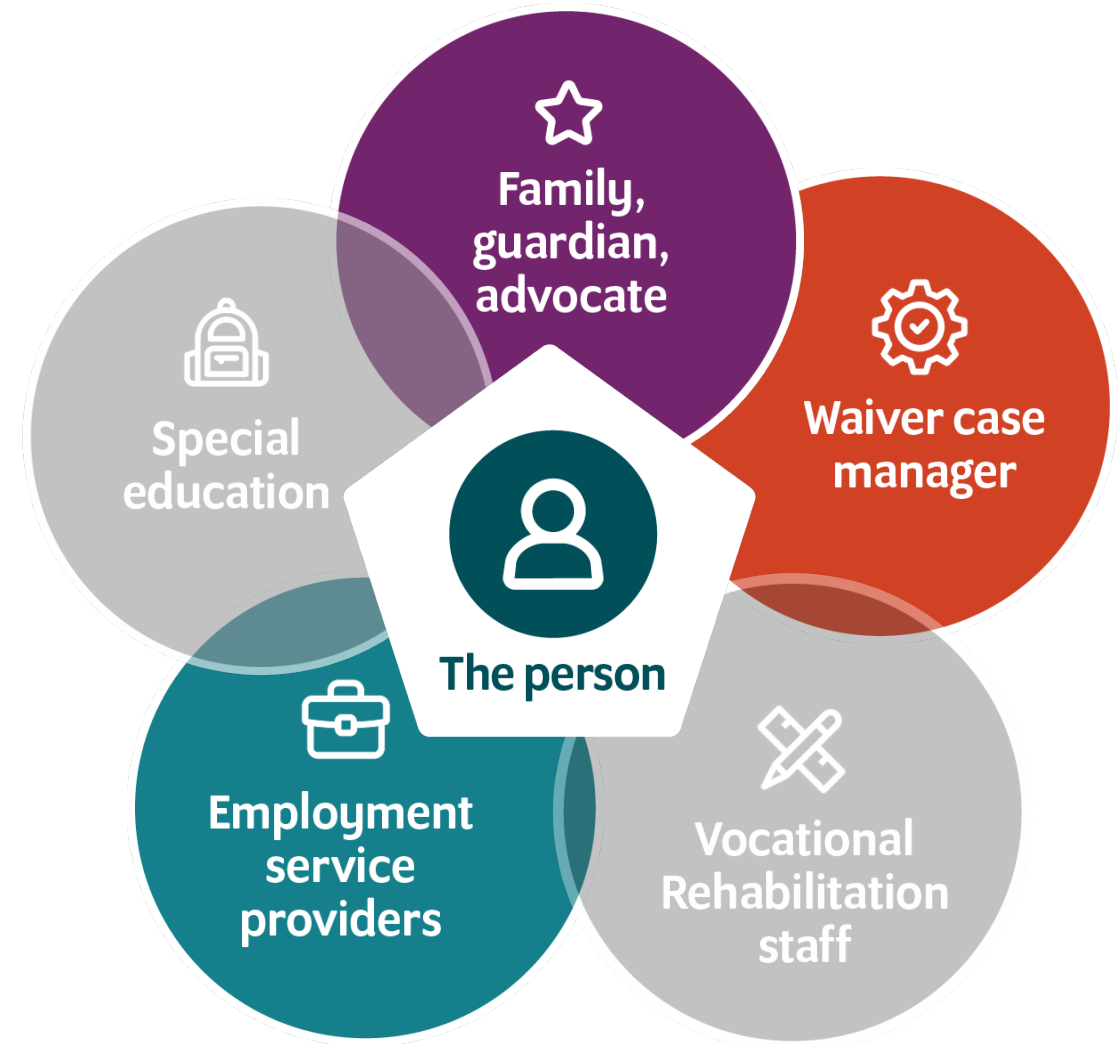 Family,
guardian,
advocate
Waiver case
manager
Special
education
The person
Employment
service
providers
Vocational
Rehabilitation
staff